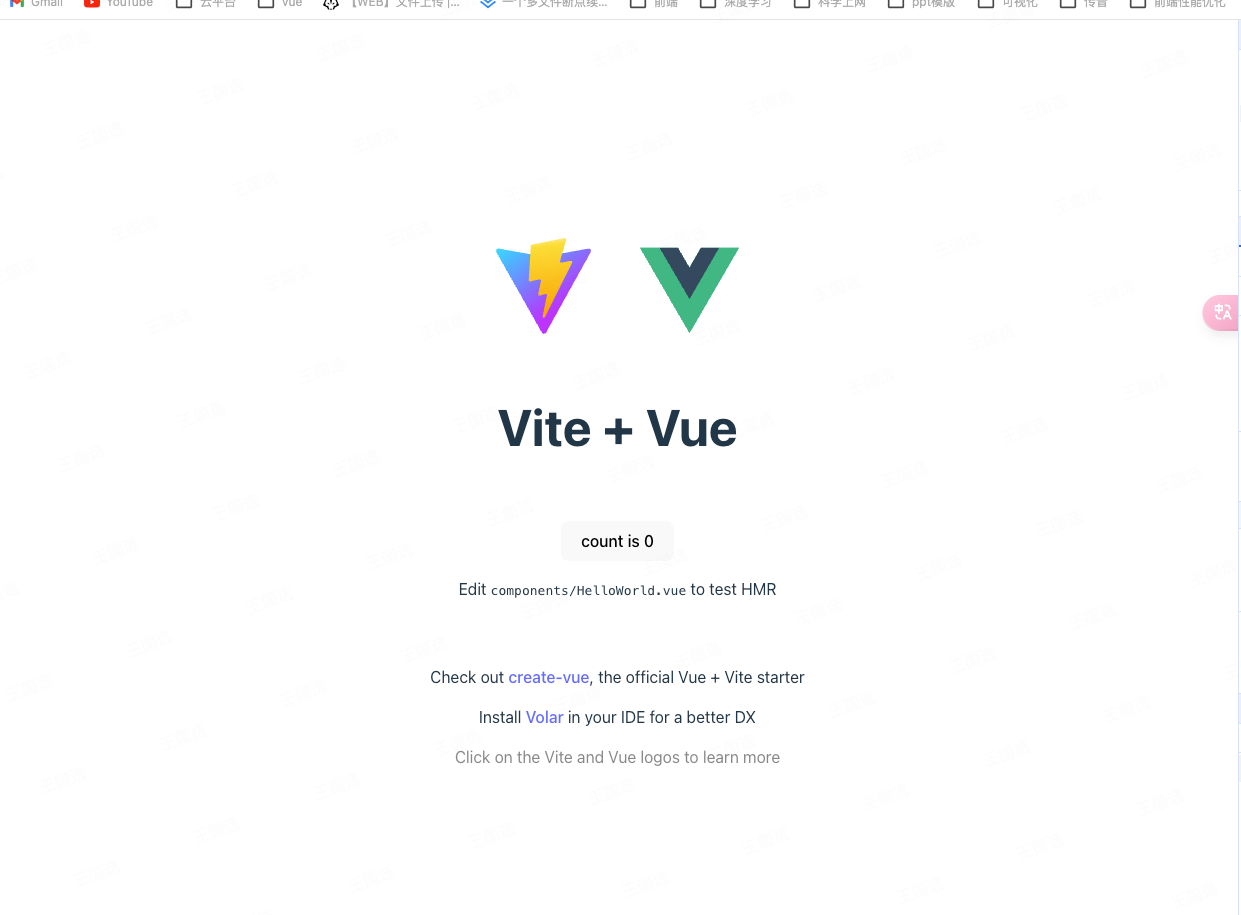 Gmail YouTube 云平台 vue 【WEB】文件上传 |... 一个多文件断点续... 前端 深度学习 科学上网 ppt模版 可视化 传音 前端性能优化
Vite + Vue
count is 0
Edit components/HelloWorld.vue to test HMR
Check out create-vue, the official Vue + Vite starter
Install Volar in your IDE for a better DX
Click on the Vite and Vue logos to learn more